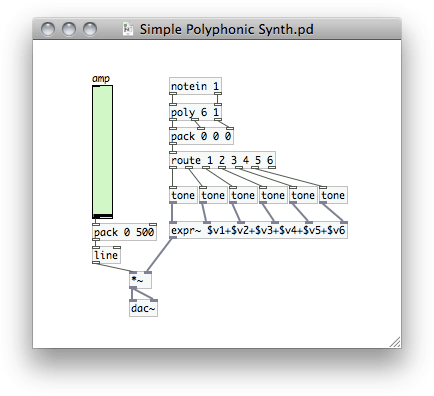 Simple Polyphonic Synth.pd
amp
notein 1
poly 6 1
pack 0 0 0
route 1 2 3 4 5 6
tone tone tone tone tone tone
pack 0 500
expr~ $v1+$v2+$v3+$v4+$v5+$v6
line
*~
dac~